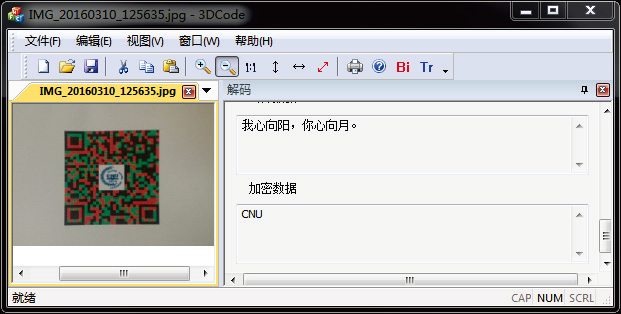 IMG_20160310_125635.jpg - 3DCode
文件(F) 编辑(E) 视图(V) 窗口(W) 帮助(H)
1:1 Bi Tr
IMG_20160310_125635.jpg
解码
我心向阳，你心向月。
加密数据
CNU
就绪
CAP NUM SCRL